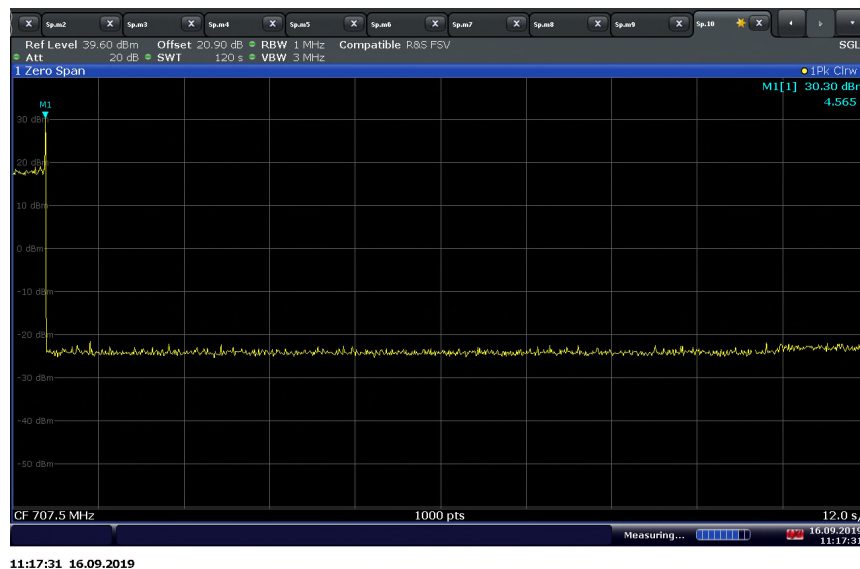 Sp.m2 X Sp.m3 X Sp.m4 X Sp.m5 X Sp.m6 X Sp.m7 X Sp.m8 X Sp.m9 X Sp.10 X
Ref Level 39.60 dBm Offset 20.90 dB RBW 1 MHz Compatible R&S FSV SGL
Att 20 dB SWT 120 s VBW 3 MHz
1 Zero Span 1Pk Clrw
M1[1] 30.30 dBr
4.565
M1
30 dBm
20 dBm
10 dBm
0 dBm
-10 dBm
-20 dBm
-30 dBm
-40 dBm
-50 dBm
CF 707.5 MHz 1000 pts 12.0 s/
Measuring... 16.09.2019
11:17:31
11:17:31 16.09.2019